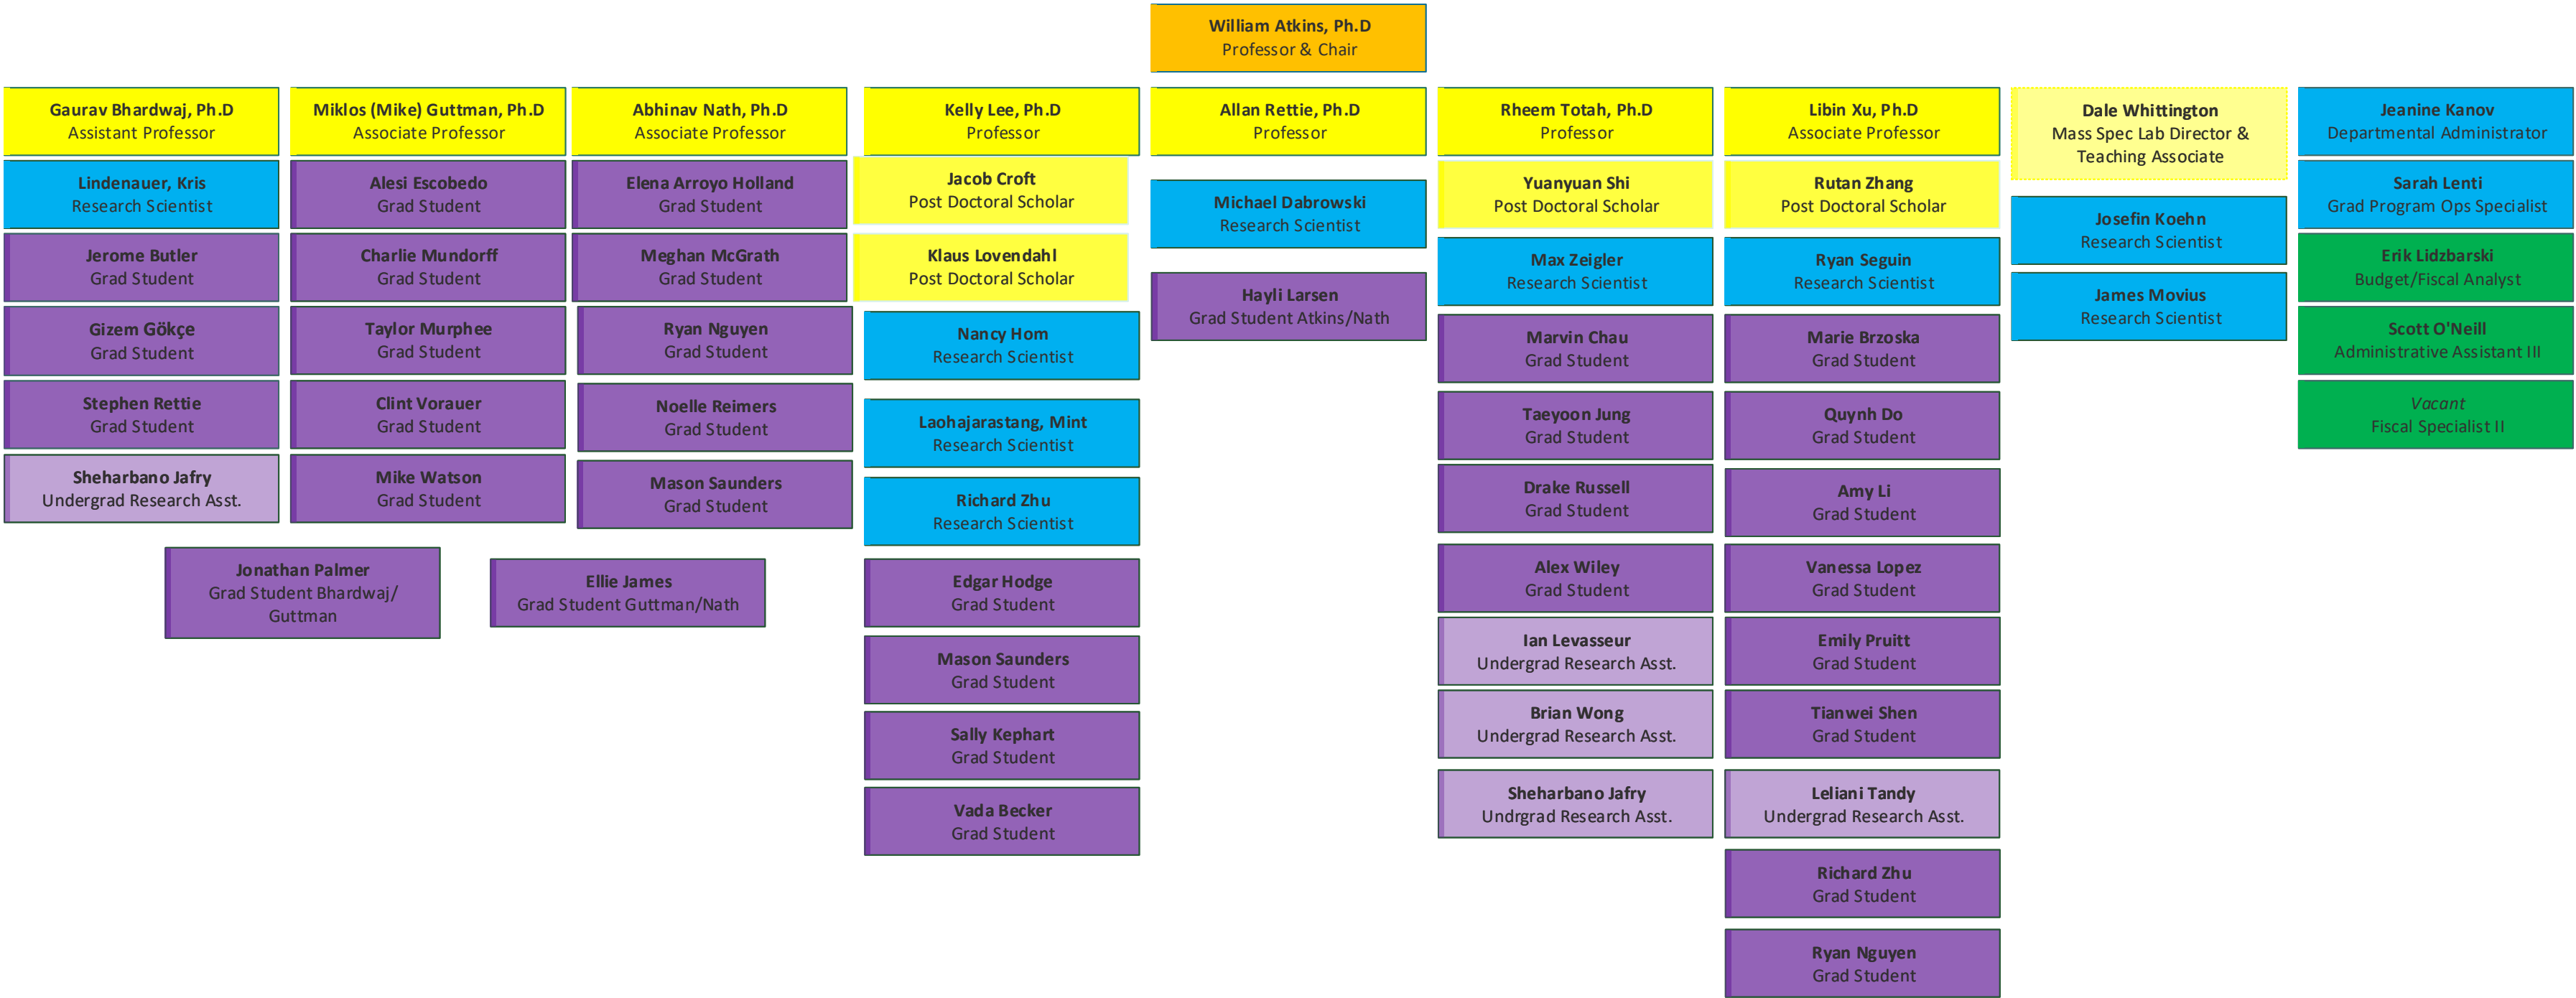 William Atkins, Ph.D
Professor & Chair
Gaurav Bhardwaj, Ph.D
Assistant Professor
Lindenauer, Kris
Research Scientist
Jerome Butler
Grad Student
Gizem Gökçe
Grad Student
Stephen Rettie
Grad Student
Sheharbano Jafry
Undergrad Research Asst.
Jonathan Palmer
Grad Student Bhardwaj/
Guttman
Miklos (Mike) Guttman, Ph.D
Associate Professor
Alesi Escobedo
Grad Student
Charlie Mundorff
Grad Student
Taylor Murphee
Grad Student
Clint Vorauer
Grad Student
Mike Watson
Grad Student
Ellie James
Grad Student Guttman/Nath
Abhinav Nath, Ph.D
Associate Professor
Elena Arroyo Holland
Grad Student
Meghan McGrath
Grad Student
Ryan Nguyen
Grad Student
Noelle Reimers
Grad Student
Mason Saunders
Grad Student
Kelly Lee, Ph.D
Professor
Jacob Croft
Post Doctoral Scholar
Klaus Lovendahl
Post Doctoral Scholar
Nancy Hom
Research Scientist
Laohajarastang, Mint
Research Scientist
Richard Zhu
Research Scientist
Edgar Hodge
Grad Student
Mason Saunders
Grad Student
Sally Kephart
Grad Student
Vada Becker
Grad Student
Allan Rettie, Ph.D
Professor
Michael Dabrowski
Research Scientist
Hayli Larsen
Grad Student Atkins/Nath
Rheem Totah, Ph.D
Professor
Yuanyuan Shi
Post Doctoral Scholar
Max Zeigler
Research Scientist
Marvin Chau
Grad Student
Taeyoon Jung
Grad Student
Drake Russell
Grad Student
Alex Wiley
Grad Student
Ian Levasseur
Undergrad Research Asst.
Brian Wong
Undergrad Research Asst.
Sheharbano Jafry
Undrgrad Research Asst.
Libin Xu, Ph.D
Associate Professor
Rutan Zhang
Post Doctoral Scholar
Ryan Seguin
Research Scientist
Marie Brzoska
Grad Student
Quynh Do
Grad Student
Amy Li
Grad Student
Vanessa Lopez
Grad Student
Emily Pruitt
Grad Student
Tianwei Shen
Grad Student
Leliani Tandy
Undergrad Research Asst.
Richard Zhu
Grad Student
Ryan Nguyen
Grad Student
Dale Whittington
Mass Spec Lab Director &
Teaching Associate
Josefin Koehn
Research Scientist
James Movius
Research Scientist
Jeanine Kanov
Departmental Administrator
Sarah Lenti
Grad Program Ops Specialist
Erik Lidzbarski
Budget/Fiscal Analyst
Scott O'Neill
Administrative Assistant III
Vacant
Fiscal Specialist II